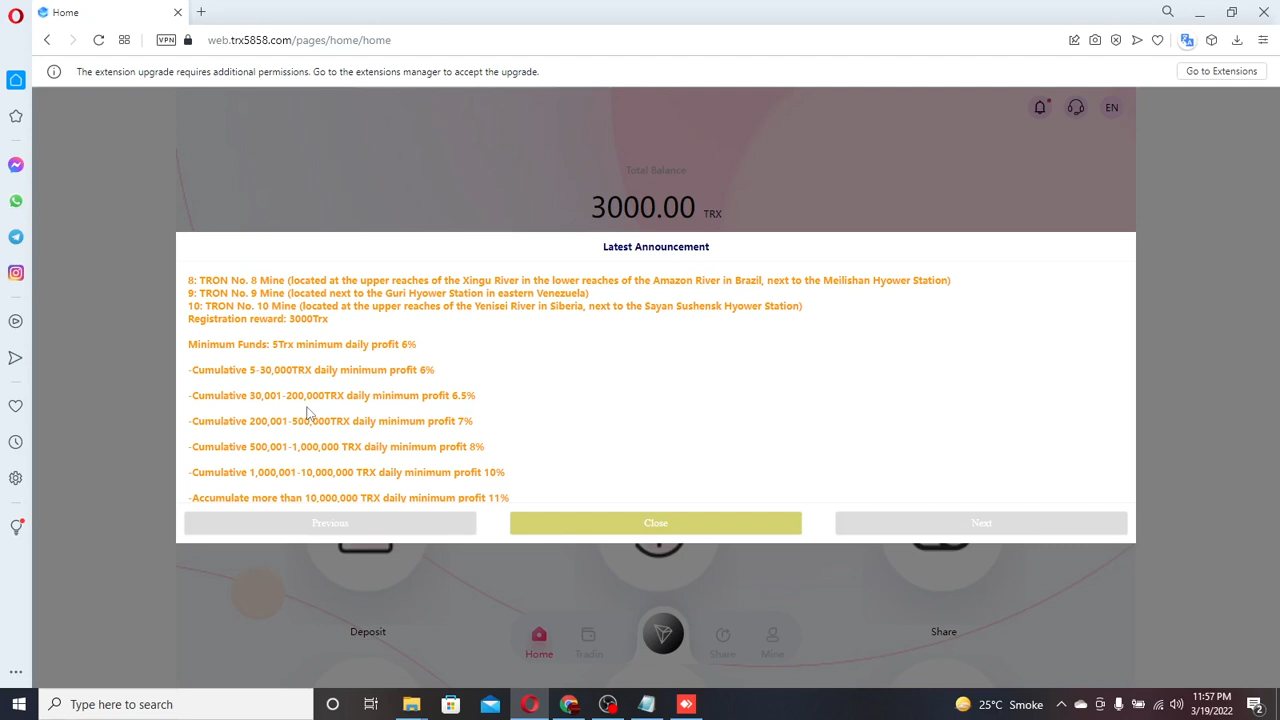 Home
VPN
web.trx5858.com/pages/home/home
The extension upgrade requires additional permissions. Go to the extensions manager to accept the upgrade.
Go to Extensions
EN
Total Balance
3000.00 TRX
Latest Announcement
8: TRON No. 8 Mine (located at the upper reaches of the Xingu River in the lower reaches of the Amazon River in Brazil, next to the Meilishan Hyower Station)
9: TRON No. 9 Mine (located next to the Guri Hyower Station in eastern Venezuela)
10: TRON No. 10 Mine (located at the upper reaches of the Yenisei River in Siberia, next to the Sayan Sushensk Hyower Station)
Registration reward: 3000Trx
Minimum Funds: 5Trx minimum daily profit 6%
-Cumulative 5-30,000TRX daily minimum profit 6%
-Cumulative 30,001-200,000TRX daily minimum profit 6.5%
-Cumulative 200,001-500,000TRX daily minimum profit 7%
-Cumulative 500,001-1,000,000 TRX daily minimum profit 8%
-Cumulative 1,000,001-10,000,000 TRX daily minimum profit 10%
-Accumulate more than 10,000,000 TRX daily minimum profit 11%
Previous
Close
Next
Deposit
Share
Home
Tradin
Share
Mine
Type here to search
25°C Smoke
11:57 PM
3/19/2022
2